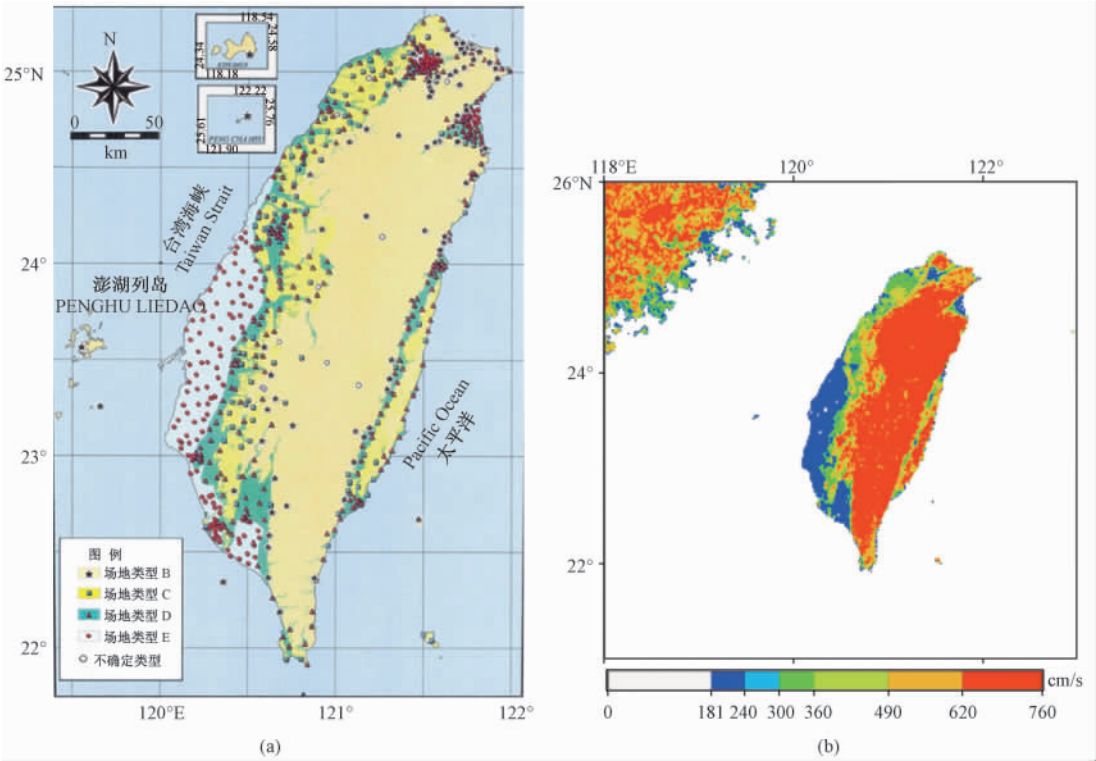 118.54
24.34
24.58
118.18
122.22
25.61
25.76
121.90
N
0 50
km
25°N
24°
23°
22°
台湾海峡
Taiwan Strait
澎湖列岛
PENGHU LIEDAO
Pacific Ocean
太平洋
图 例
场地类型 B
场地类型 C
场地类型 D
场地类型 E
不确定类型
120°E 121° 122°
(a)
118°E 120° 122°
26°N
24°
22°
cm/s
0 181 240 300 360 490 620 760
(b)